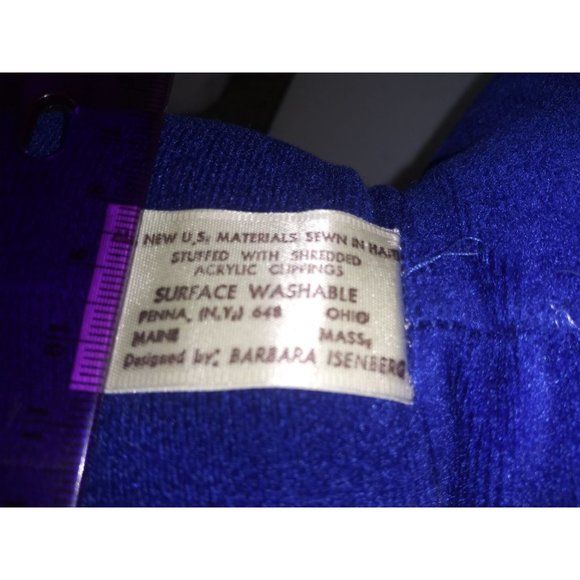 NEW U.S. MATERIALS SEWN IN HAITI
STUFFED WITH SHREDDED
ACRYLIC CLIPPINGS
SURFACE WASHABLE
PENNA, (N.Y.) 648 OHIO
MAINE MASS.
Designed by: BARBARA ISENBERG